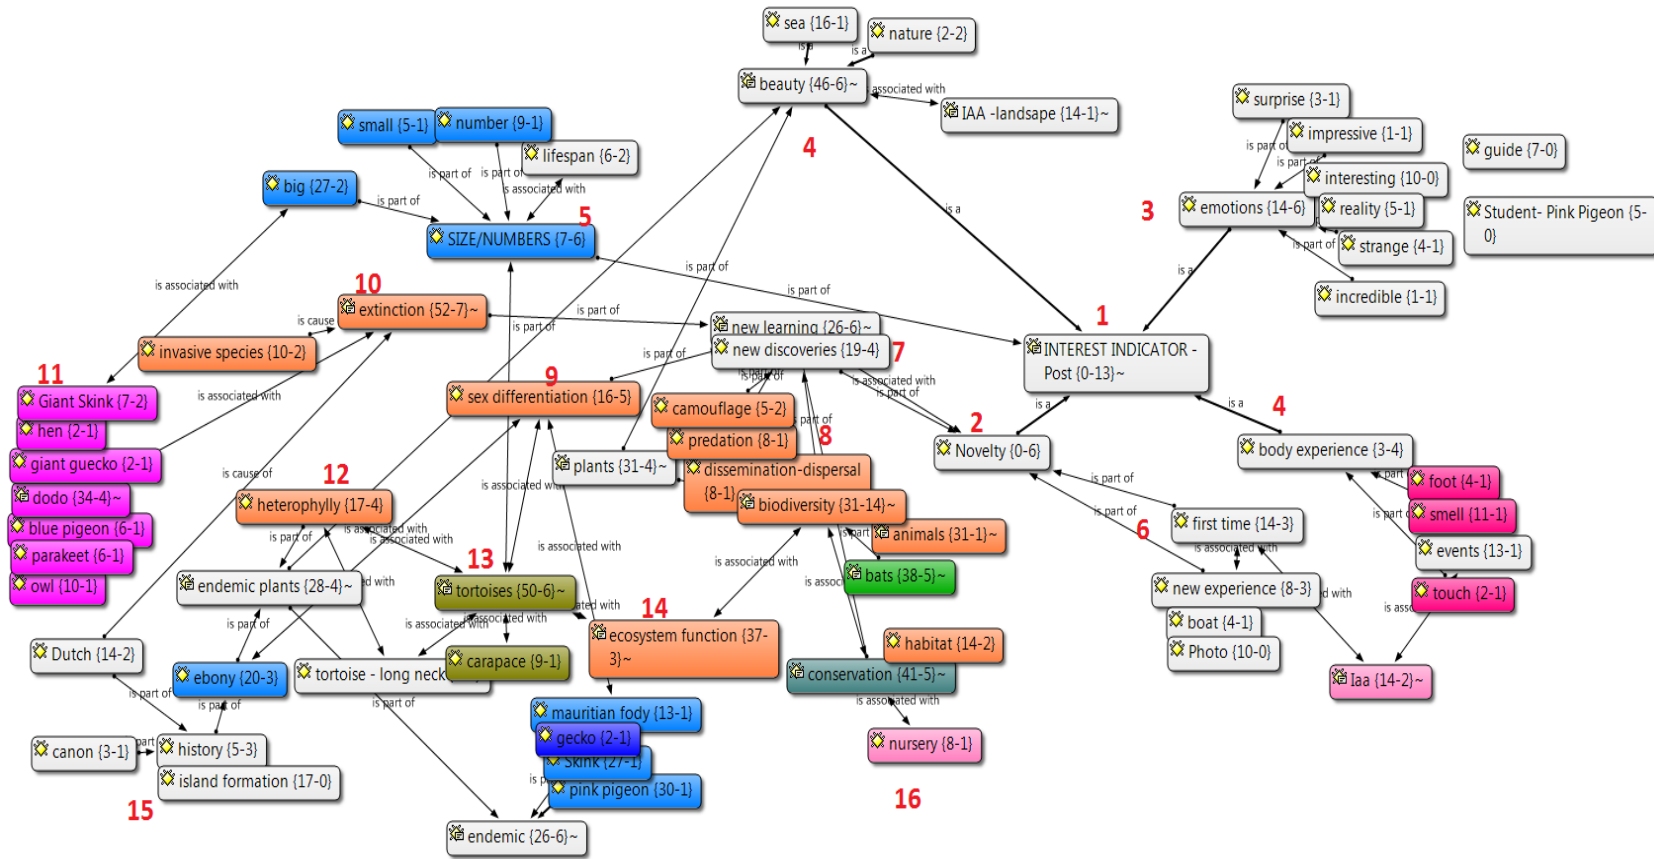 sea {16-1}
nature {2-2}
is a
is a
beauty {46-6}~
is associated with
IAA -landsape {14-1}~
surprise {3-1}
impressive {1-1}
is part of
is part of
guide {7-0}
interesting {10-0}
small {5-1}
number {9-1}
4
lifespan {6-2}
is part of
is part of
is associated with
big {27-2}
is part of
3
emotions {14-6}
reality {5-1}
Student- Pink Pigeon {5-
0}
is a
5
SIZE/NUMBERS {7-6}
is part of
strange {4-1}
is part of
is a
is associated with
10
incredible {1-1}
extinction {52-7}~
is part of
is part of
is part of
1
is cause
new learning {26-6}~
invasive species {10-2}
new discoveries {19-4}
7
INTEREST INDICATOR -
Post {0-13}~
is part of
11
9
is associated with
is part of
is a
is a
Giant Skink {7-2}
is associated with
sex differentiation {16-5}
camouflage {5-2}
2
4
hen {2-1}
predation {8-1}
8
Novelty {0-6}
body experience {3-4}
giant guecko {2-1}
plants {31-4}~
dissemination-dispersal
{8-1}
is cause of
12
is part of
foot {4-1}
dodo {34-4}~
heterophylly {17-4}
biodiversity {31-14}~
is part of
smell {11-1}
blue pigeon {6-1}
is part of
is associated with
is associated with
animals {31-1}~
first time {14-3}
6
parakeet {6-1}
is associated with
13
events {13-1}
owl {10-1}
endemic plants {28-4}~
tortoises {50-6}~
bats {38-5}~
new experience {8-3}
touch {2-1}
14
is part of
is associated with
is associated with
ecosystem function {37-
3}~
boat {4-1}
Dutch {14-2}
habitat {14-2}
Photo {10-0}
carapace {9-1}
ebony {20-3}
tortoise - long neck
conservation {41-5}~
Iaa {14-2}~
is part of
is part of
is part of
is associated with
mauritian fody {13-1}
canon {3-1}
history {5-3}
gecko {2-1}
nursery {8-1}
Skink {27-1}
island formation {17-0}
pink pigeon {30-1}
15
16
endemic {26-6}~